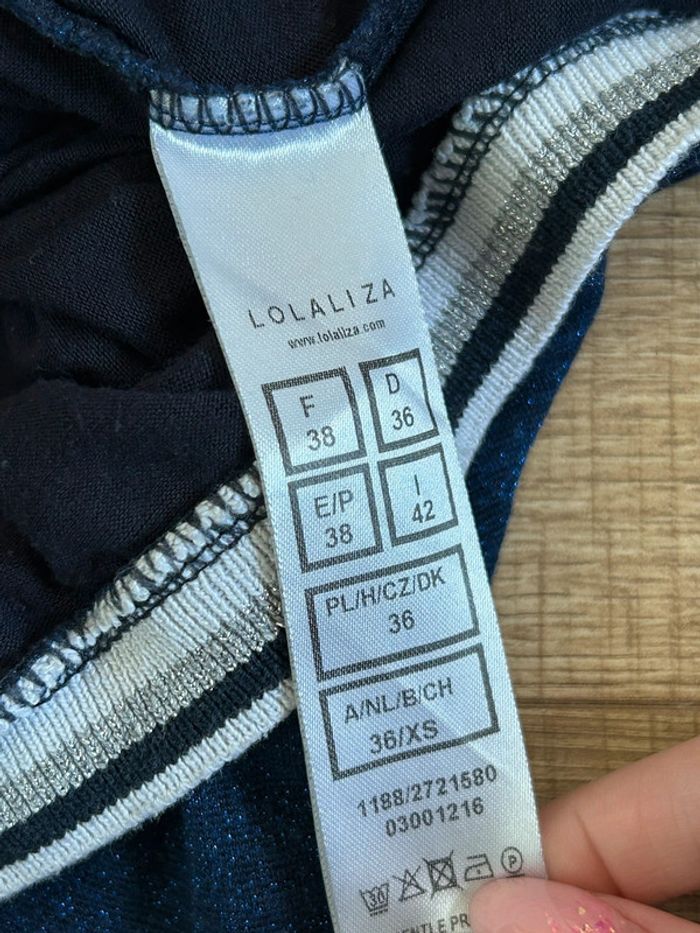 LOLALIZA
www.lolaliza.com
F
38
D
36
E/P
38
I
42
PL/H/CZ/DK
36
A/NL/B/CH
36/XS
1188/2721580
03001216
30
P